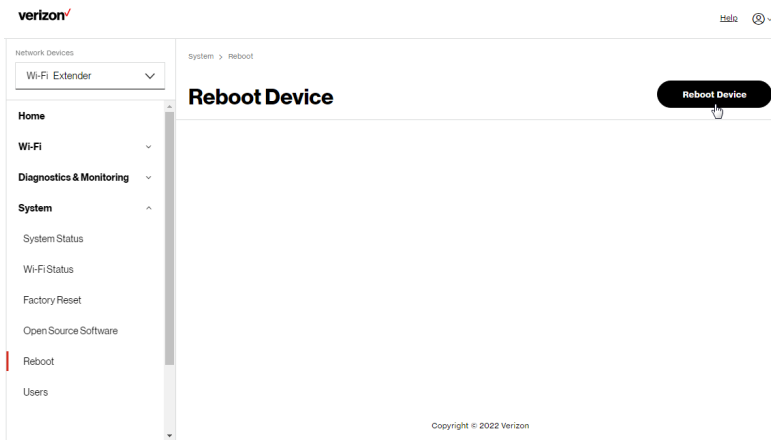 verizon
Help
Network Devices
Wi-Fi Extender
System > Reboot
Reboot Device
Reboot Device
Home
Wi-Fi
Diagnostics & Monitoring
System
System Status
Wi-Fi Status
Factory Reset
Open Source Software
Reboot
Users
Copyright © 2022 Verizon